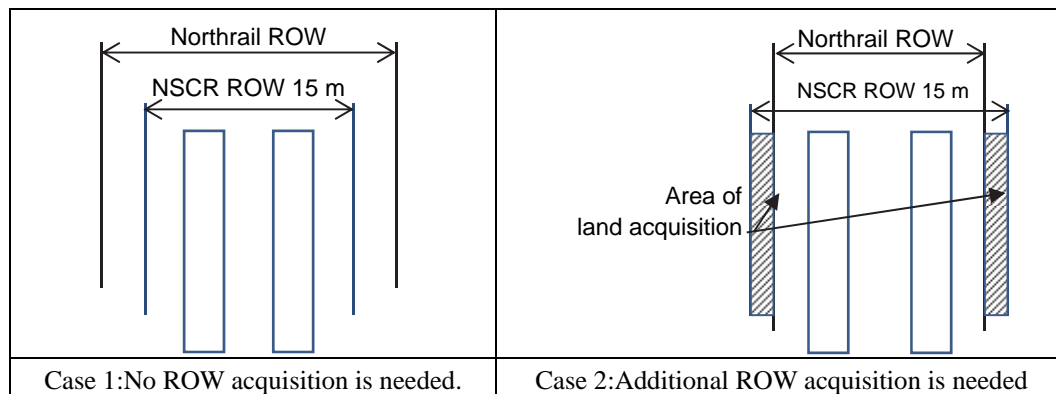 Northrail ROW
NSCR ROW 15 m
Case 1:No ROW acquisition is needed.
Northrail ROW
NSCR ROW 15 m
Area of
land acquisition
Case 2:Additional ROW acquisition is needed